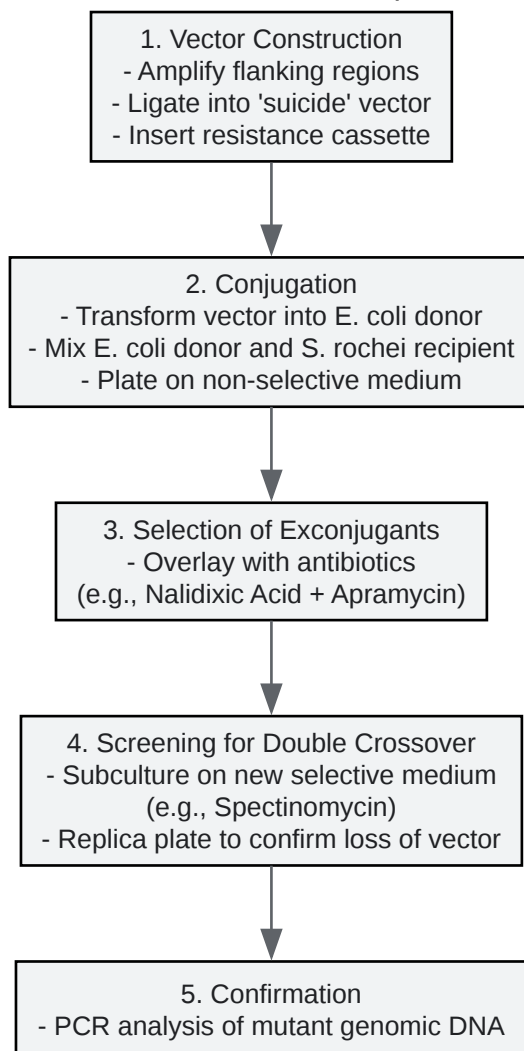 1. Vector Construction
- Amplify flanking regions
- Ligate into 'suicide' vector
- Insert resistance cassette
2. Conjugation
- Transform vector into E. coli donor
- Mix E. coli donor and S. rochei recipient
- Plate on non-selective medium
3. Selection of Exconjugants
- Overlay with antibiotics
(e.g., Nalidixic Acid + Apramycin)
4. Screening for Double Crossover
- Subculture on new selective medium
(e.g., Spectinomycin)
- Replica plate to confirm loss of vector
5. Confirmation
- PCR analysis of mutant genomic DNA